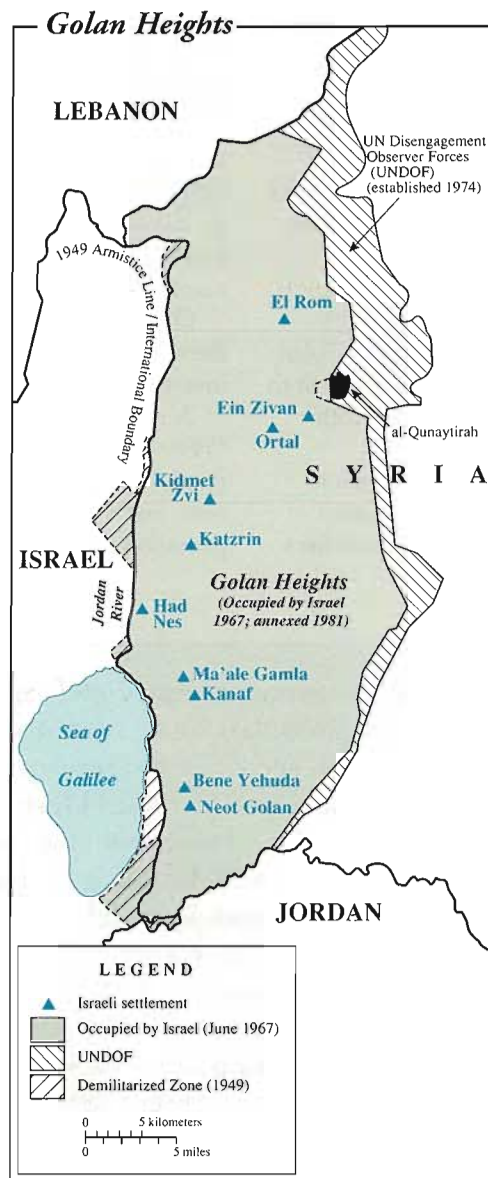 Golan Heights
LEBANON
UN Disengagement
Observer Forces
(UNDOF)
(established 1974)
1949 Armistice Line / International Boundary
El Rom
Ein Zivan
Ortal
al-Qunaytirah
SYRIA
Kidmet
Zvi
Katzrin
ISRAEL
Jordan
River
Golan Heights
(Occupied by Israel
1967; annexed 1981)
Had
Nes
Ma'ale Gamla
Kanaf
Sea of
Galilee
Bene Yehuda
Neot Golan
JORDAN
LEGEND
Israeli settlement
Occupied by Israel (June 1967)
UNDOF
Demilitarized Zone (1949)
0 5 kilometers
0 5 miles